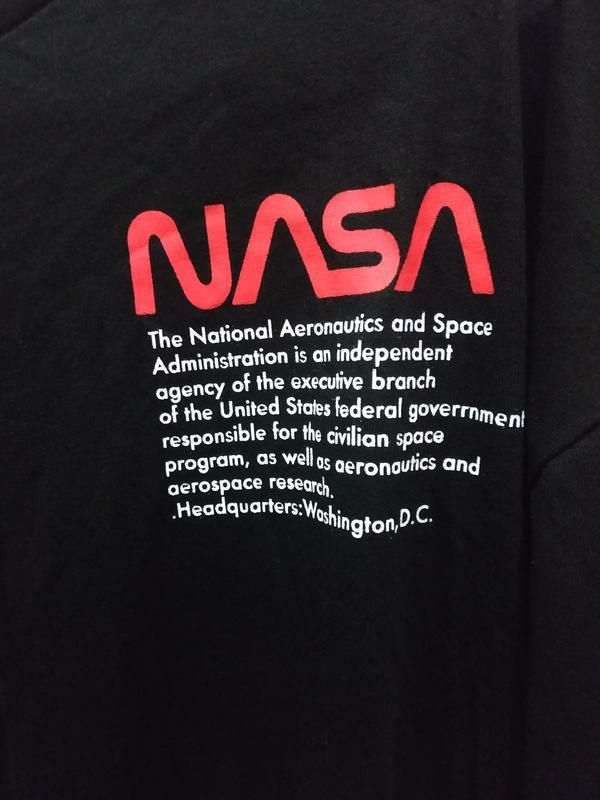 NASA
The National Aeronautics and Space
Administration is an independent
agency of the executive branch
of the United States federal goverrnment
responsible for the civilian space
program, as well as aeronautics and
aerospace research.
.Headquarters:Washington,D.C.